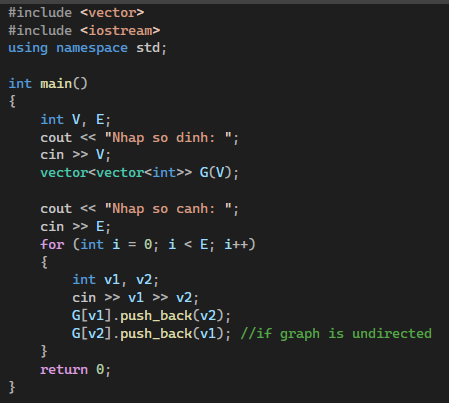 #include <vector>
#include <iostream>
using namespace std;
int main()
{
int V, E;
cout << "Nhap so dinh: ";
cin >> V;
vector<vector<int>> G(V);
cout << "Nhap so canh: ";
cin >> E;
for (int i = 0; i < E; i++)
{
int v1, v2;
cin >> v1 >> v2;
G[v1].push_back(v2);
G[v2].push_back(v1); //if graph is undirected
}
return 0;
}